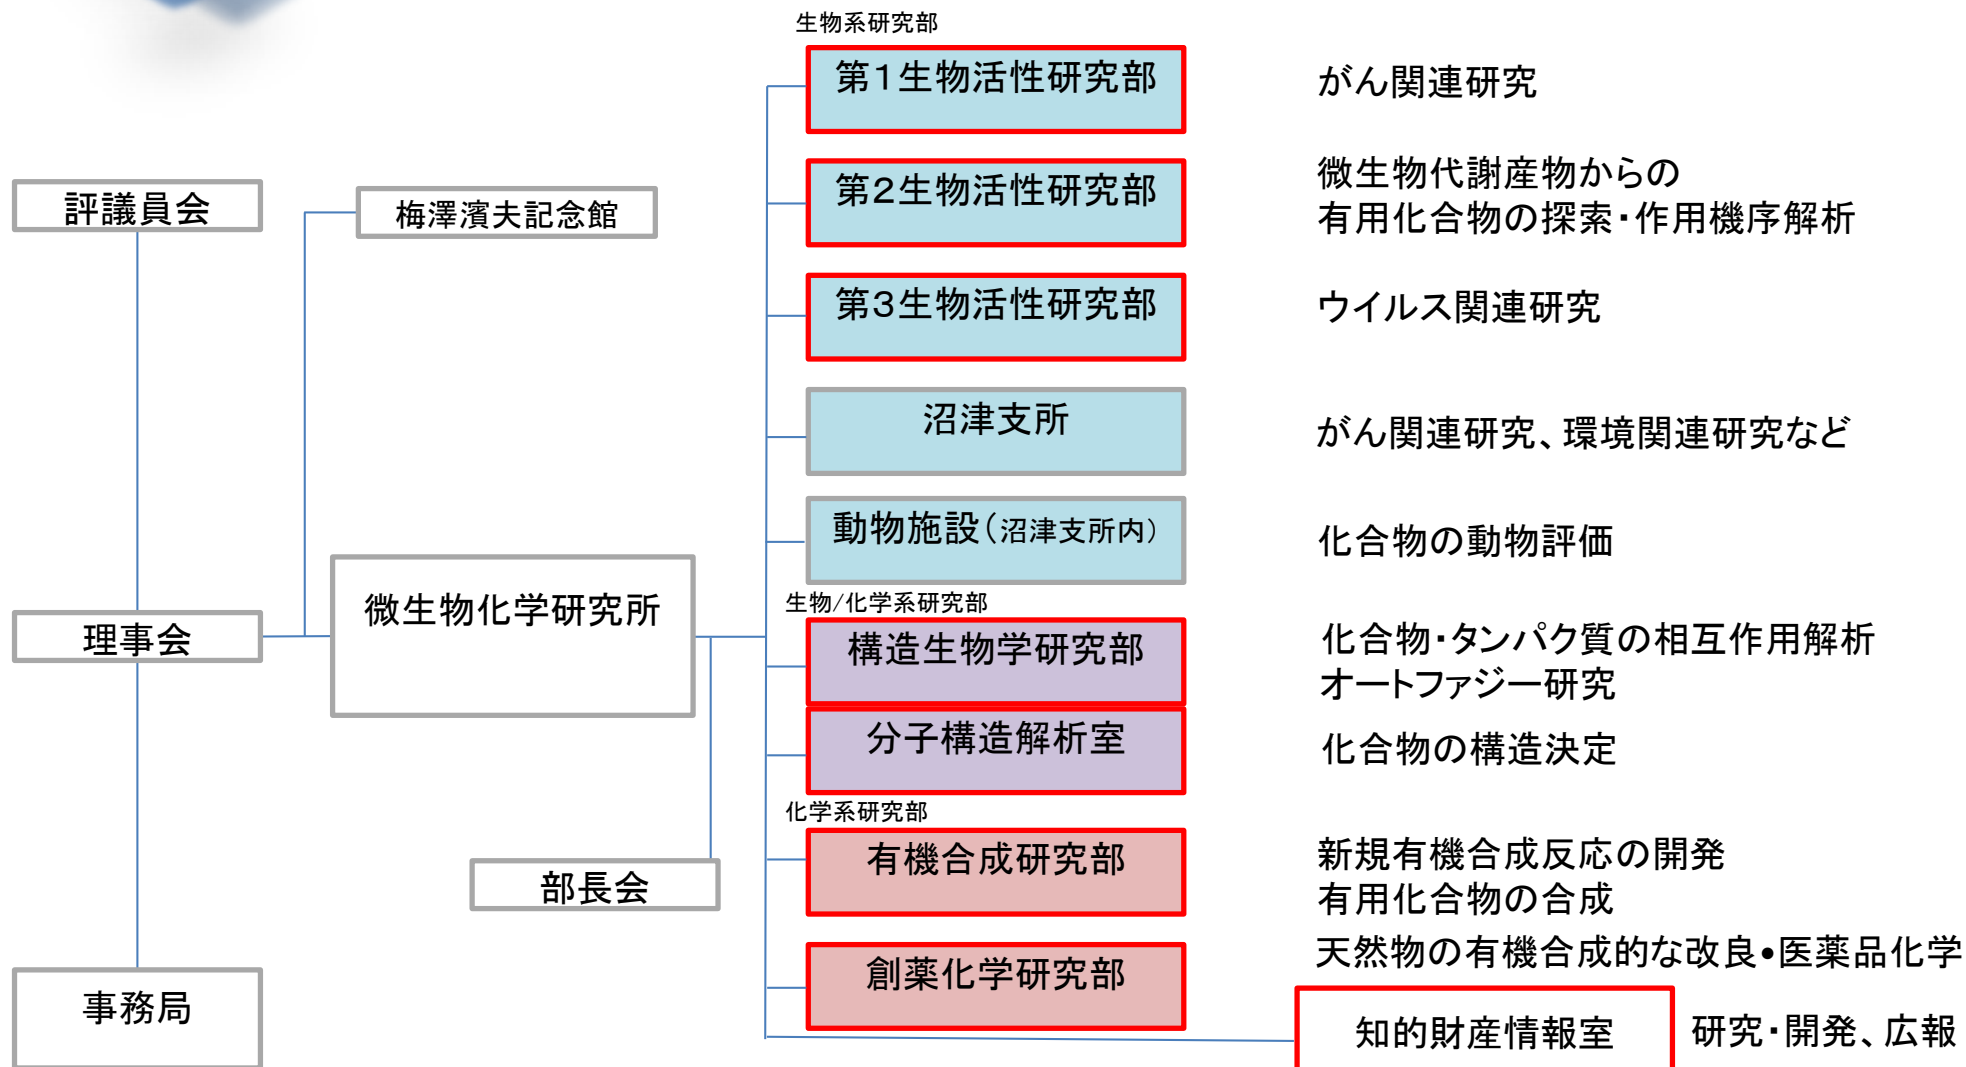 生物系研究部
第1生物活性研究部
がん関連研究
第2生物活性研究部
微生物代謝産物からの
有用化合物の探索・作用機序解析
評議員会
梅澤濱夫記念館
第3生物活性研究部
ウイルス関連研究
沼津支所
がん関連研究、環境関連研究など
動物施設(沼津支所内)
化合物の動物評価
理事会
微生物化学研究所
生物/化学系研究部
構造生物学研究部
化合物・タンパク質の相互作用解析
オートファジー研究
分子構造解析室
化合物の構造決定
化学系研究部
有機合成研究部
新規有機合成反応の開発
有用化合物の合成
部長会
創薬化学研究部
天然物の有機合成的な改良•医薬品化学
事務局
知的財産情報室
研究・開発、広報